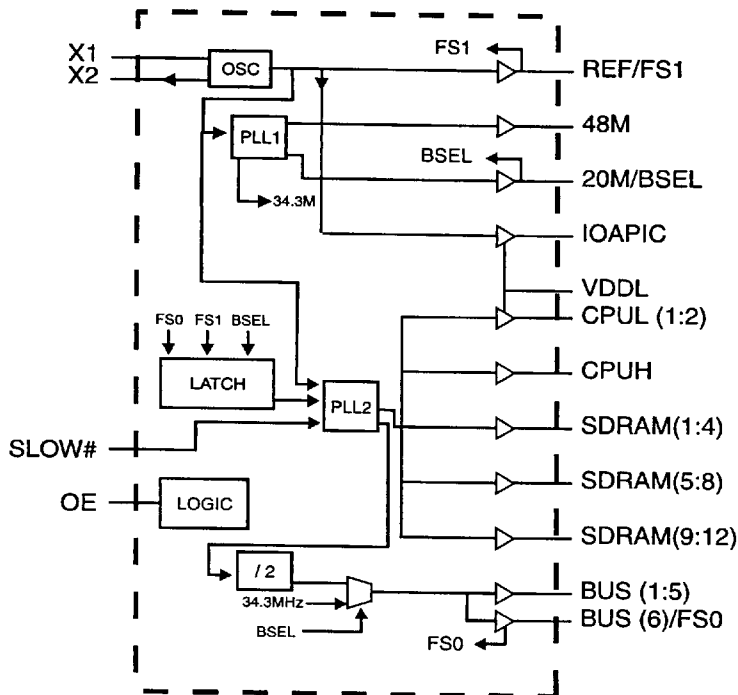 X1
X2
OSC
FS1
REF/FS1
PLL1
48M
BSEL
20M/BSEL
34.3M
IOAPIC
VDDL
FS0 FS1 BSEL
CPUL (1:2)
LATCH
CPUH
PLL2
SDRAM(1:4)
SLOW#
SDRAM(5:8)
OE
LOGIC
SDRAM(9:12)
/ 2
34.3MHz
BUS (1:5)
BSEL
BUS (6)/FS0
FS0